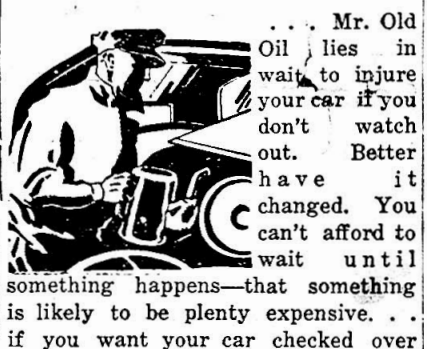 . . . Mr. Old
Oil lies in
wait to injure
your car if you
don't watch
out. Better
have it
changed. You
can't afford to
wait until
something happens—that something
is likely to be plenty expensive. . .
if you want your car checked over